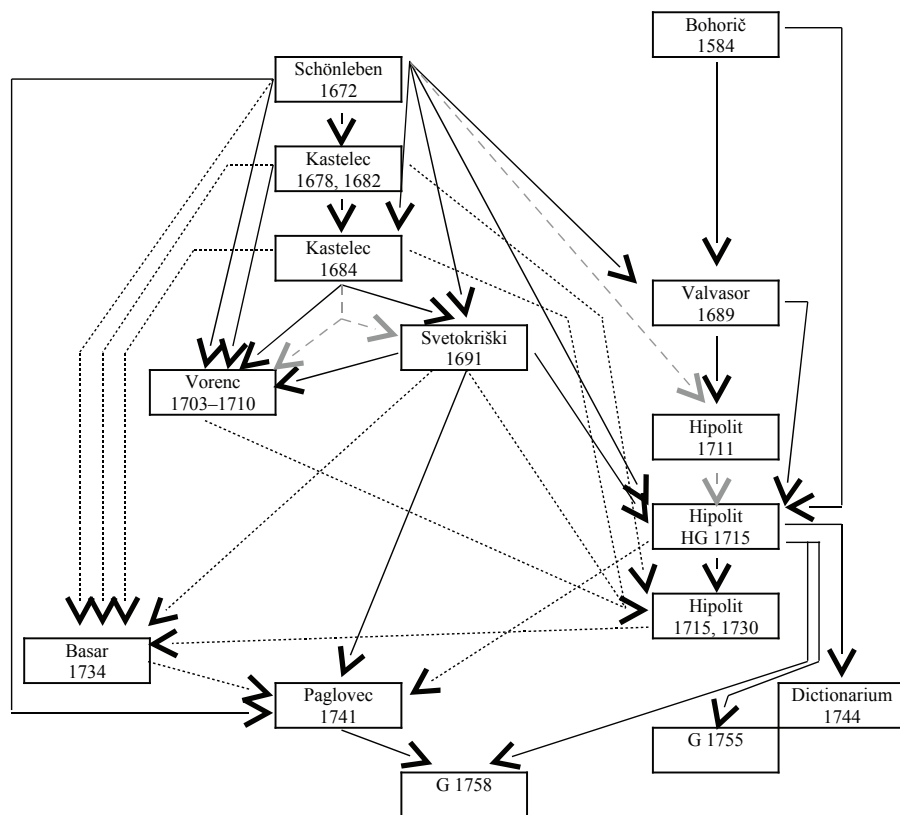 Bohorič
1584
Schönleben
1672
Kastelec
1678, 1682
Kastelec
1684
Valvasor
1689
Svetokriški
1691
Vorenc
1703–1710
Hipolit
1711
Hipolit
HG 1715
Hipolit
1715, 1730
Basar
1734
Paglovec
1741
Dictionarium
1744
G 1755
G 1758